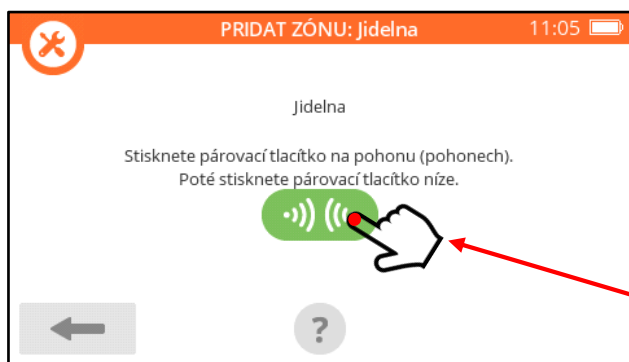 PRIDAT ZÓNU: Jidelna 11:05
Jidelna
Stisknete párovací tlacítko na pohonu (pohonech).
Poté stisknete párovací tlacítko níze.
?